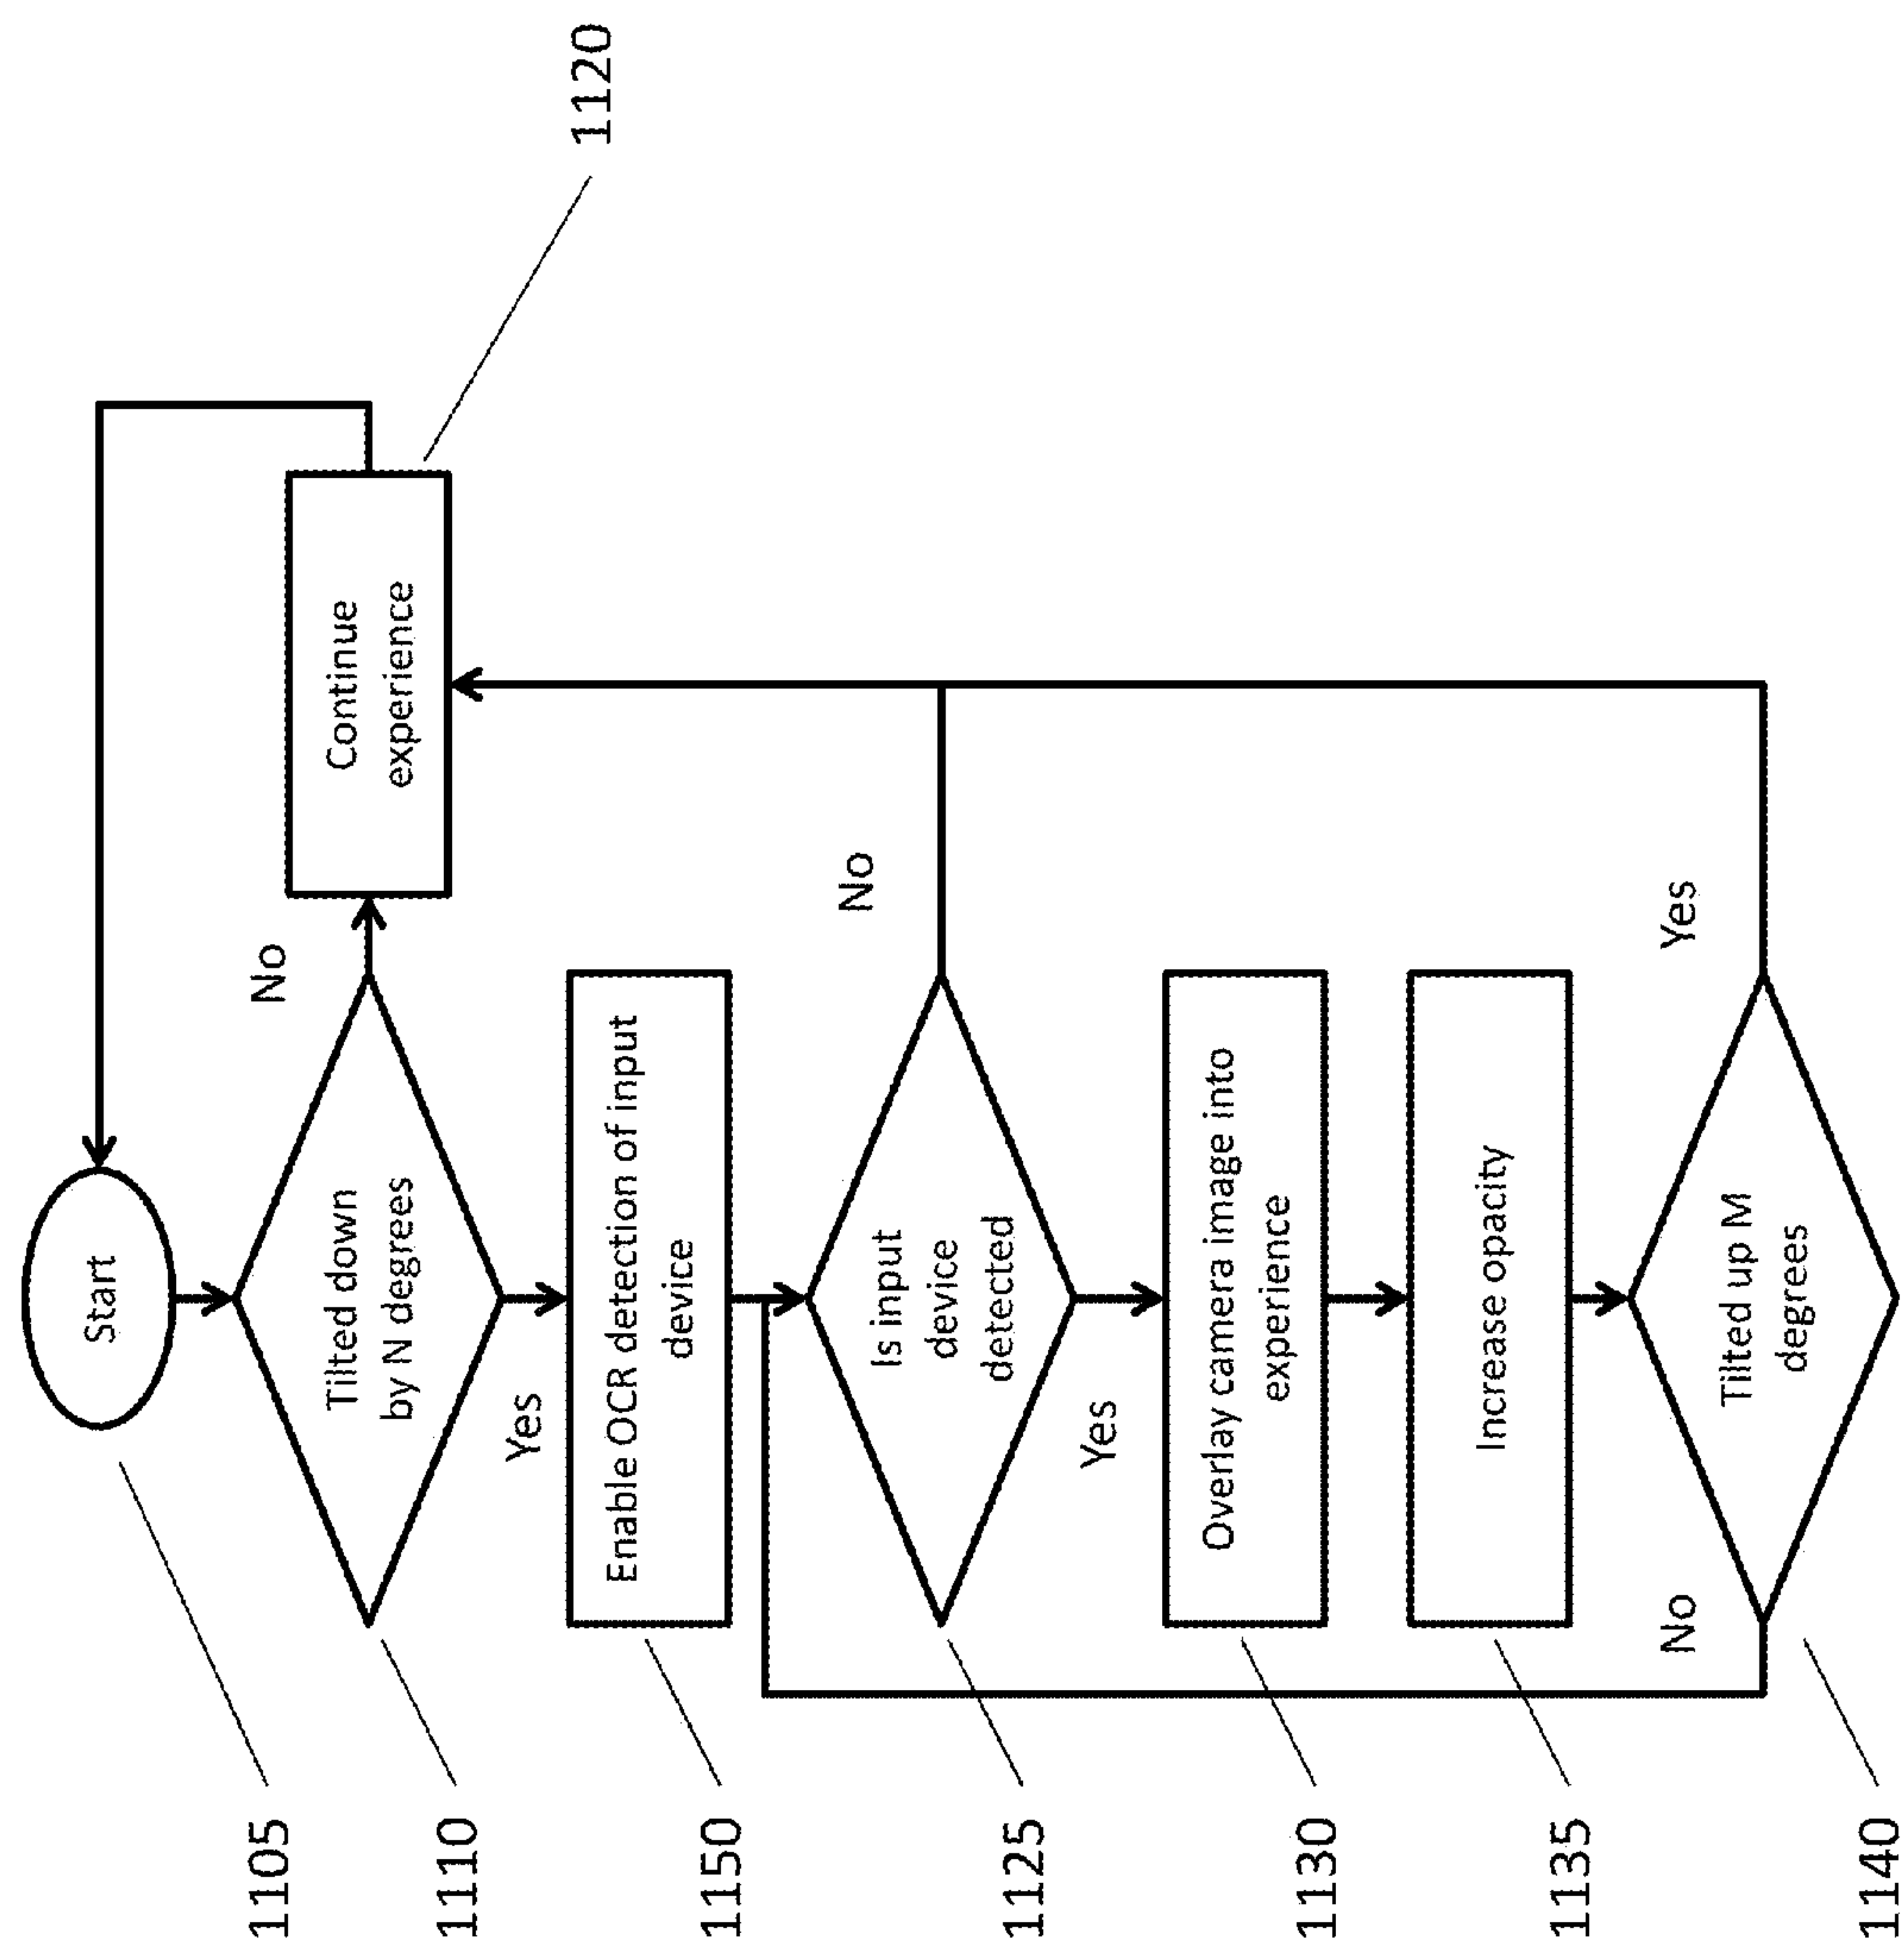 1105
Start
1110
Tilted down
by N degrees
No
Continue
experience
1120
Yes
1150
Enable OCR detection of input
device
1125
Is input
device
detected
No
Yes
1130
Overlay camera image into
experience
1135
Increase opacity
1140
Tilted up M
degrees
No
Yes